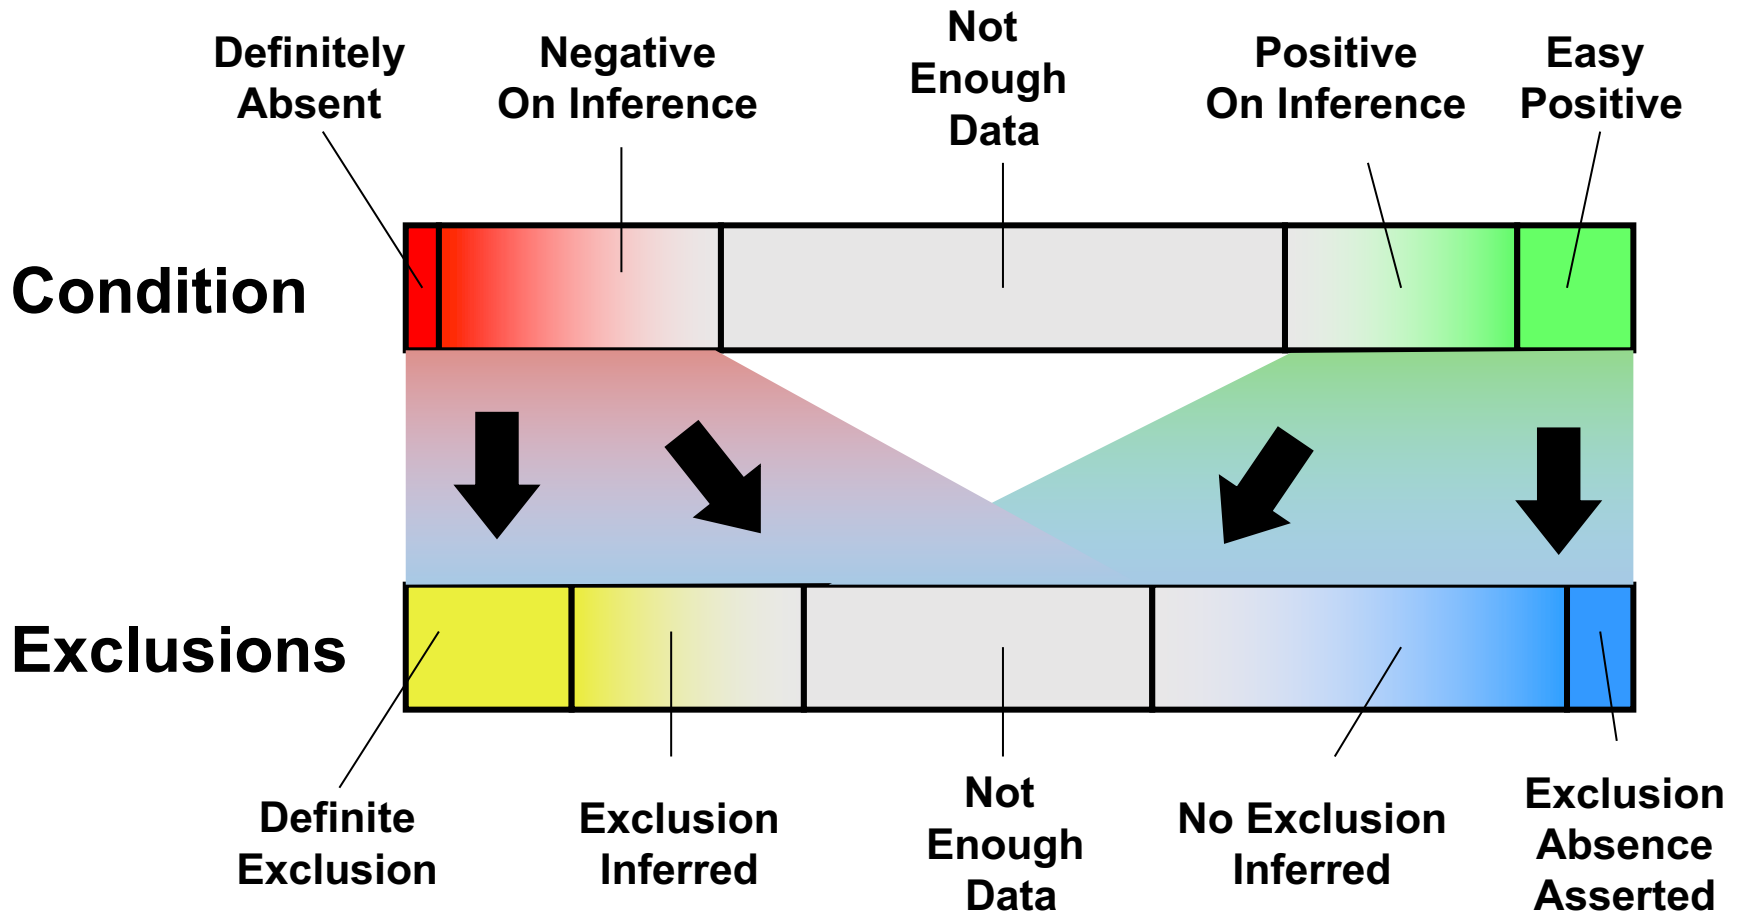 Definitely
Absent
Negative
On Inference
Not
Enough
Data
Positive
On Inference
Easy
Positive
Condition
Exclusions
Definite
Exclusion
Exclusion
Inferred
Not
Enough
Data
No Exclusion
Inferred
Exclusion
Absence
Asserted